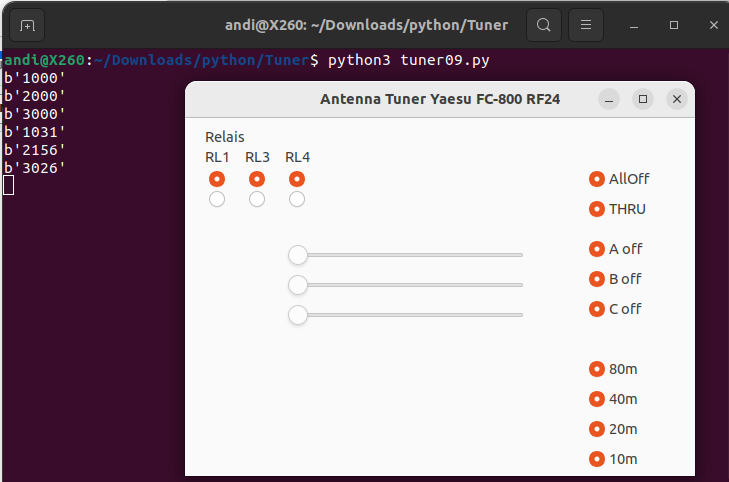 andi@X260: ~/Downloads/python/Tuner
andi@X260:~/Downloads/python/Tuner$ python3 tuner09.py
b'1000'
b'2000'
b'3000'
b'1031'
b'2156'
b'3026'
Antenna Tuner Yaesu FC-800 RF24
Relais
RL1 RL3 RL4
AllOff
THRU
A off
B off
C off
80m
40m
20m
10m